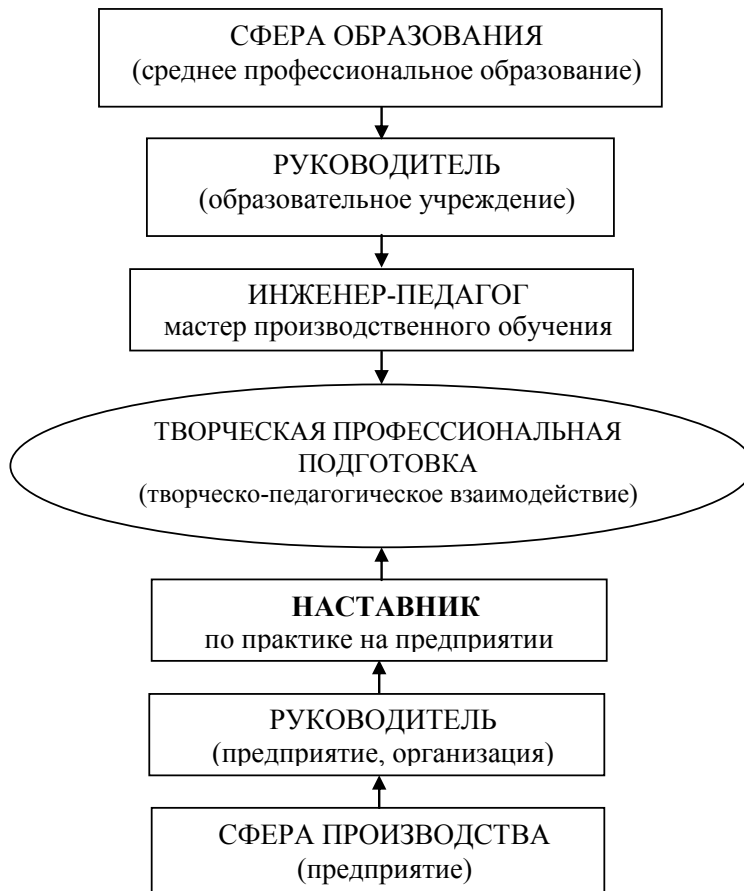 СФЕРА ОБРАЗОВАНИЯ
(среднее профессиональное образование)
РУКОВОДИТЕЛЬ
(образовательное учреждение)
ИНЖЕНЕР-ПЕДАГОГ
мастер производственного обучения
ТВОРЧЕСКАЯ ПРОФЕССИОНАЛЬНАЯ
ПОДГОТОВКА
(творческо-педагогическое взаимодействие)
НАСТАВНИК
по практике на предприятии
РУКОВОДИТЕЛЬ
(предприятие, организация)
СФЕРА ПРОИЗВОДСТВА
(предприятие)